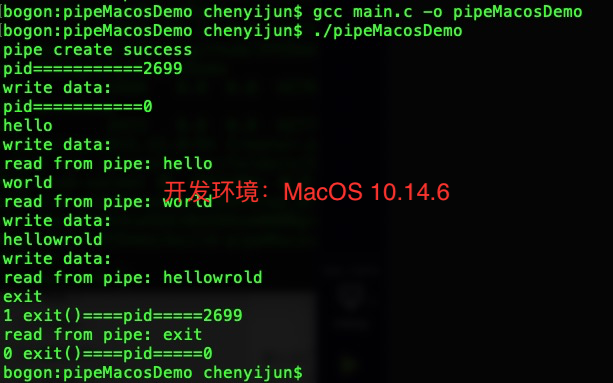 bogon:pipeMacosDemo chenyijun$ gcc main.c -o pipeMacosDemo
[bogon:pipeMacosDemo chenyijun$ ./pipeMacosDemo
pipe create success
pid===========2699
write data:
pid===========0
hello
write data:
read from pipe: hello
world
开发环境：MacOS 10.14.6
read from pipe: world
write data:
hellowrold
write data:
read from pipe: hellowrold
exit
1 exit()====pid=====2699
read from pipe: exit
0 exit()====pid=====0
bogon:pipeMacosDemo chenyijun$